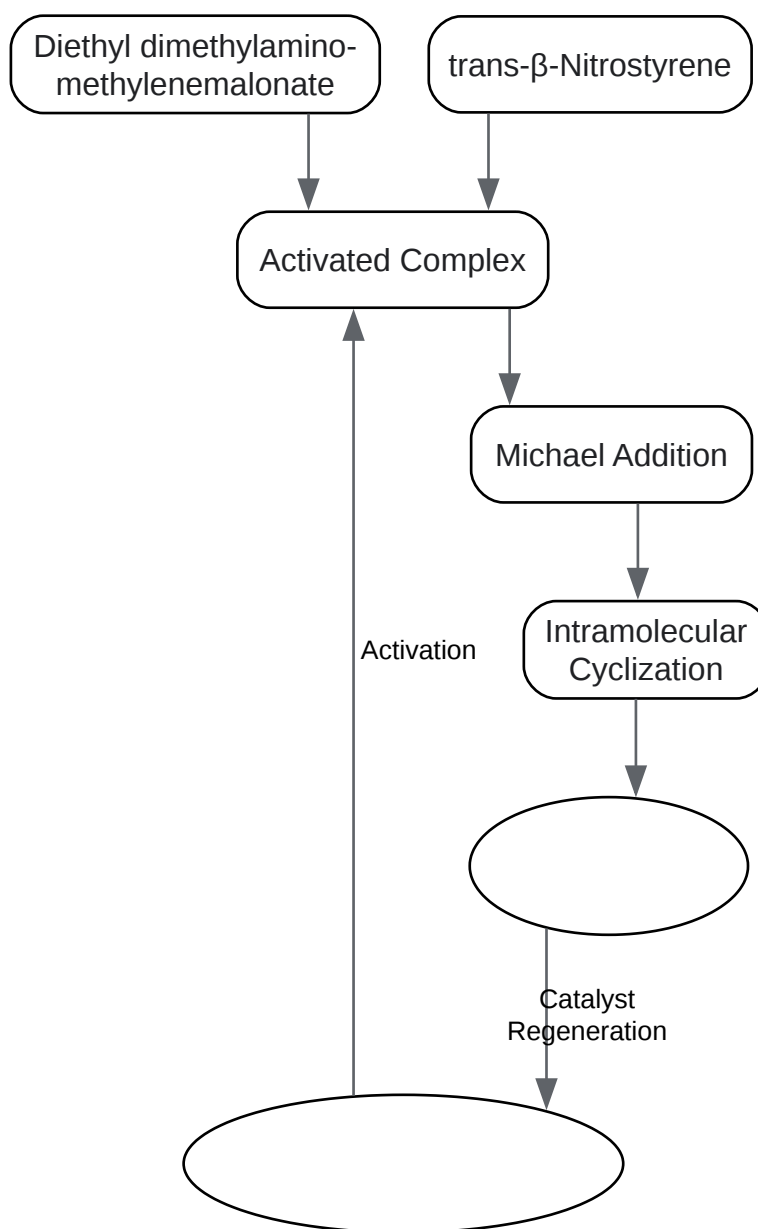 Diethyl dimethylamino-
methylenemalonate
trans-β-Nitrostyrene
Activated Complex
Michael Addition
Intramolecular
Cyclization
Activation
Catalyst
Regeneration